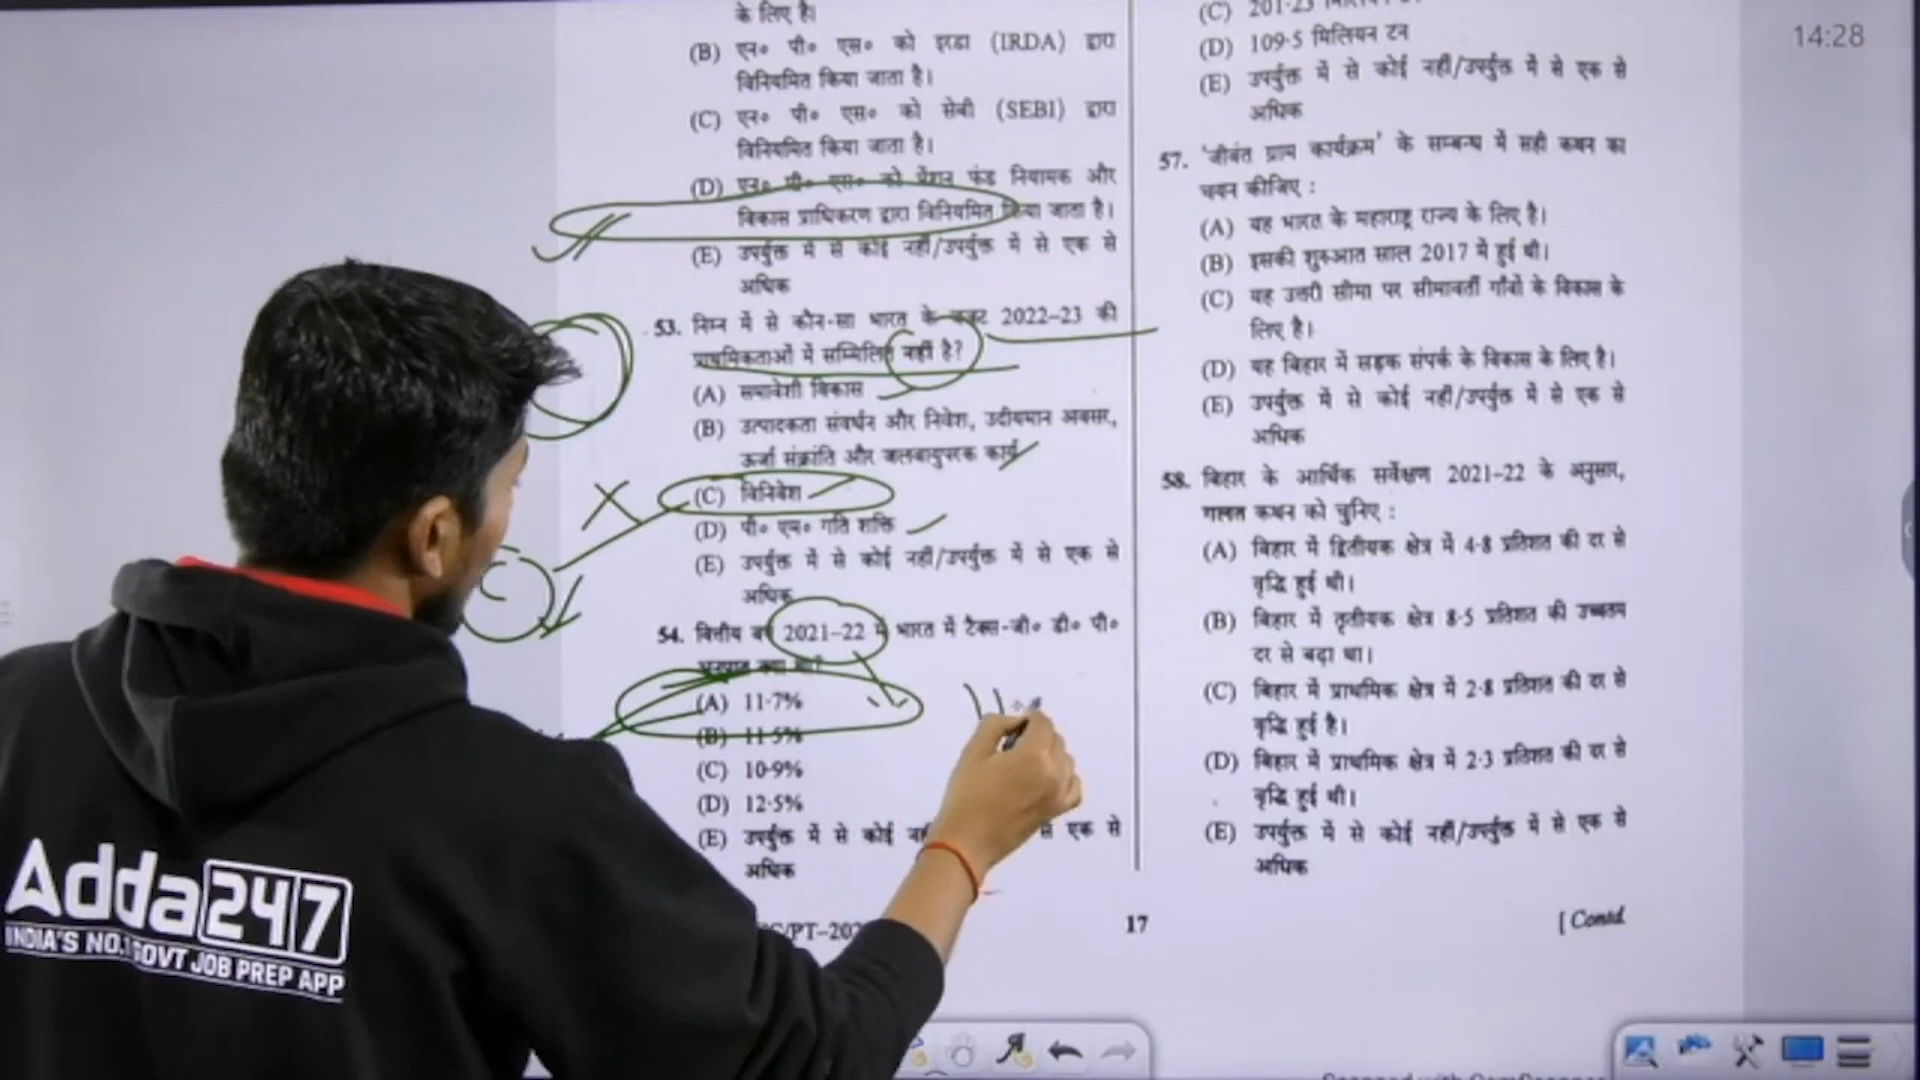 के लिए है।
(B) एन० पी० एस० को इरडा (IRDA) द्वारा
विनियमित किया जाता है।
(C) एन० पी० एस० को सेबी (SEBI) द्वारा
विनियमित किया जाता है।
(D) एन० पी० एस० को पेंशन फंड नियामक और
विकास प्राधिकरण द्वारा विनियमित किया जाता है।
(E) उपर्युक्त में से कोई नहीं/उपर्युक्त में से एक से
अधिक
53. निम्न में से कौन-सा भारत के बजट 2022–23 की
प्राथमिकताओं में सम्मिलित नहीं है?
(A) समावेशी विकास
(B) उत्पादकता संवर्धन और निवेश, उदीयमान अवसर,
ऊर्जा संक्रांति और जलवायुपरक कार्य
(C) विनिवेश
(D) पी० एम० गति शक्ति
(E) उपर्युक्त में से कोई नहीं/उपर्युक्त में से एक से
अधिक
54. वित्तीय वर्ष 2021–22 में भारत में टैक्स-जी० डी० पी०
अनुपात क्या था?
(A) 11·7%
(B) 11·5%
(C) 10·9%
(D) 12·5%
(E) उपर्युक्त में से कोई से एक से
अधिक
/PT–202
17
(C) 201·23 मिलियन टन
(D) 109·5 मिलियन टन
(E) उपर्युक्त में से कोई नहीं/उपर्युक्त में से एक से
अधिक
57. 'जीवंत ग्राम कार्यक्रम' के सम्बन्ध में सही कथन का
चयन कीजिए :
(A) यह भारत के महाराष्ट्र राज्य के लिए है।
(B) इसकी शुरुआत साल 2017 में हुई थी।
(C) यह उत्तरी सीमा पर सीमावर्ती गाँवों के विकास के
लिए है।
(D) यह बिहार में सड़क संपर्क के विकास के लिए है।
(E) उपर्युक्त में से कोई नहीं/उपर्युक्त में से एक से
अधिक
58. बिहार के आर्थिक सर्वेक्षण 2021–22 के अनुसार,
गलत कथन को चुनिए :
(A) बिहार में द्वितीयक क्षेत्र में 4·8 प्रतिशत की दर से
वृद्धि हुई थी।
(B) बिहार में तृतीयक क्षेत्र 8·5 प्रतिशत की उच्चतम
दर से बढ़ा था।
(C) बिहार में प्राथमिक क्षेत्र में 2·8 प्रतिशत की दर से
वृद्धि हुई है।
(D) बिहार में प्राथमिक क्षेत्र में 2·3 प्रतिशत की दर से
वृद्धि हुई थी।
(E) उपर्युक्त में से कोई नहीं/उपर्युक्त में से एक से
अधिक
[ Contd.
14:28
Adda247
INDIA'S NO.1 GOVT JOB PREP APP